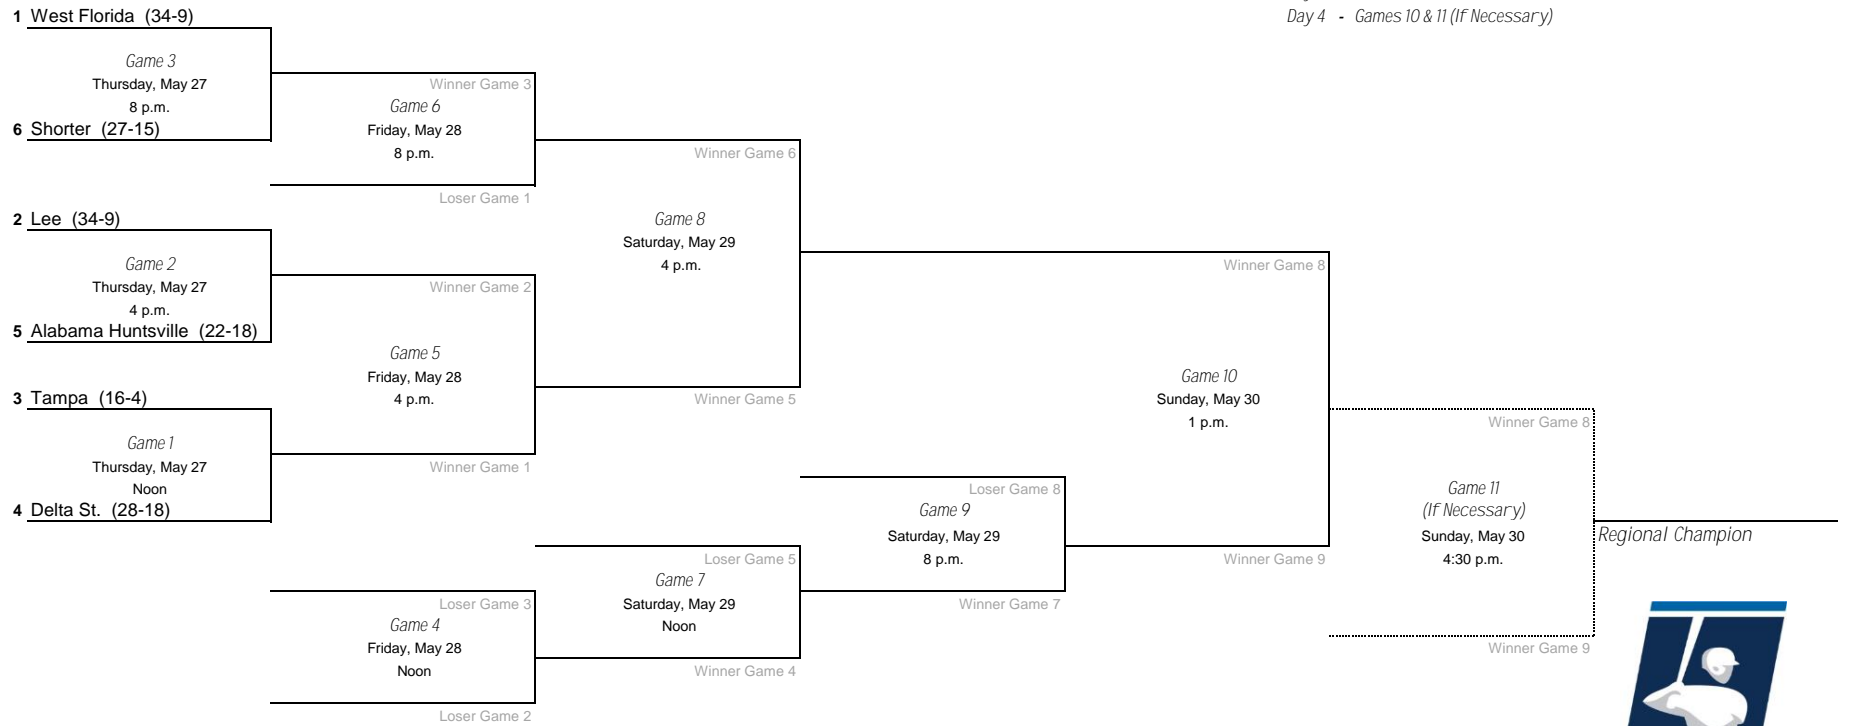 Day 4 - Games 10 & 11 (If Necessary)
1 West Florida (34-9)
Game 3
Thursday, May 27
8 p.m.
6 Shorter (27-15)
Winner Game 3
Game 6
Friday, May 28
8 p.m.
Loser Game 1
2 Lee (34-9)
Game 2
Thursday, May 27
4 p.m.
5 Alabama Huntsville (22-18)
Winner Game 2
Game 5
Friday, May 28
4 p.m.
Winner Game 1
3 Tampa (16-4)
Game 1
Thursday, May 27
Noon
4 Delta St. (28-18)
Loser Game 3
Game 4
Friday, May 28
Noon
Loser Game 2
Winner Game 6
Game 8
Saturday, May 29
4 p.m.
Winner Game 5
Loser Game 5
Game 7
Saturday, May 29
Noon
Winner Game 4
Loser Game 8
Game 9
Saturday, May 29
8 p.m.
Winner Game 7
Winner Game 8
Game 10
Sunday, May 30
1 p.m.
Winner Game 9
Winner Game 8
Game 11
(If Necessary)
Sunday, May 30
4:30 p.m.
Winner Game 9
Regional Champion